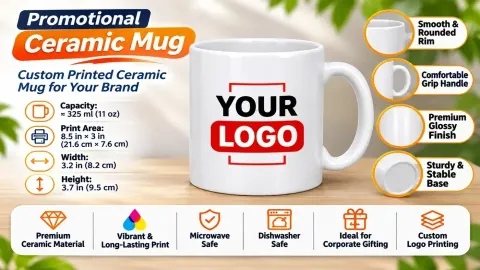 Promotional
Ceramic Mug
Custom Printed Ceramic
Mug for Your Brand
Capacity:
≈ 325 ml (11 oz)
Print Area:
8.5 in × 3 in
(21.6 cm × 7.6 cm)
Width:
3.2 in (8.2 cm)
Height:
3.7 in (9.5 cm)
YOUR
LOGO
Smooth &
Rounded
Rim
Comfortable
Grip Handle
Premium
Glossy
Finish
Sturdy &
Stable
Base
Premium
Ceramic Material
Vibrant &
Long-Lasting Print
Microwave
Safe
Dishwasher
Safe
Ideal for
Corporate Gifting
Custom
Logo Printing